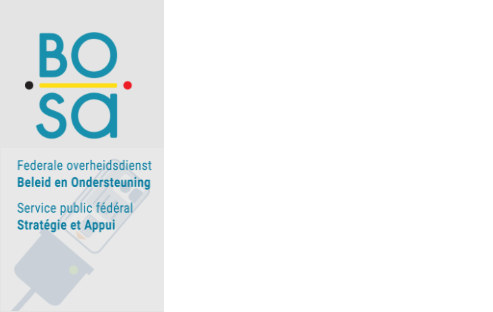 BO
sa
Federale overheidsdienst
Beleid en Ondersteuning
Service public fédéral
Stratégie et Appui